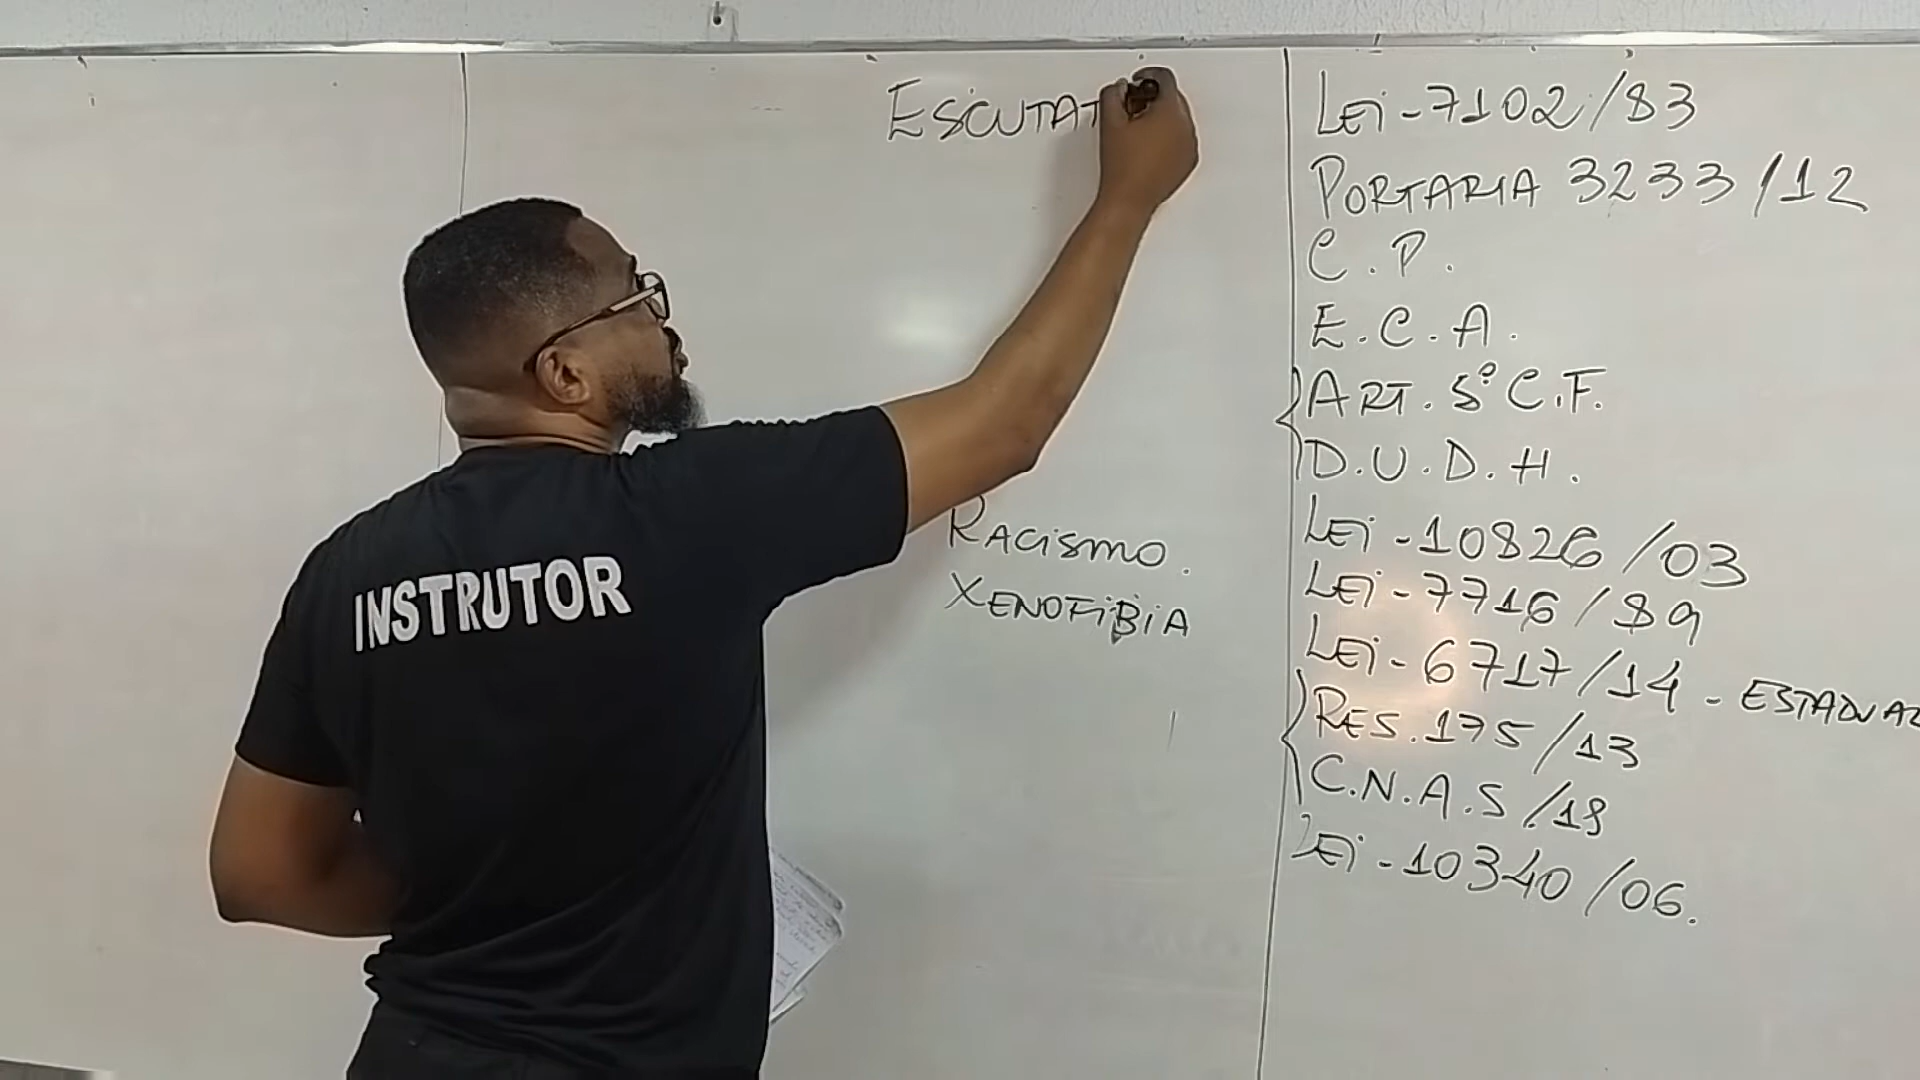 ESCUTAT
INSTRUTOR
RACISMO.
XENOFIBIA
LEI - 7102/83
PORTARIA 3233/12
C.P.
E.C.A.
ART. 5º C.F.
D.U.D.H.
LEI - 10826/03
LEI - 7716/89
LEI - 6717/14 - ESTADUAL
RES. 175/13
C.N.A.S/18
LEI - 10340/06.